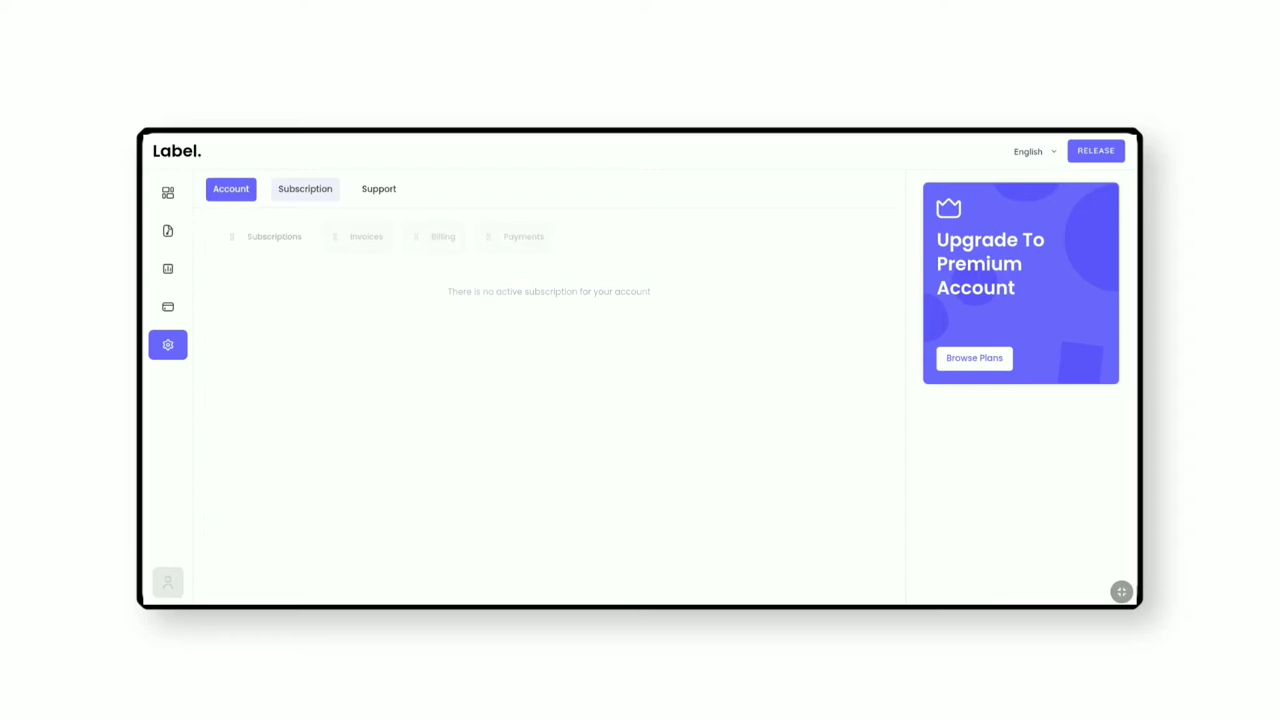 Label.
English
RELEASE
Account
Subscription
Support
Subscriptions
Invoices
Billing
Payments
There is no active subscription for your account
Upgrade To
Premium
Account
Browse Plans